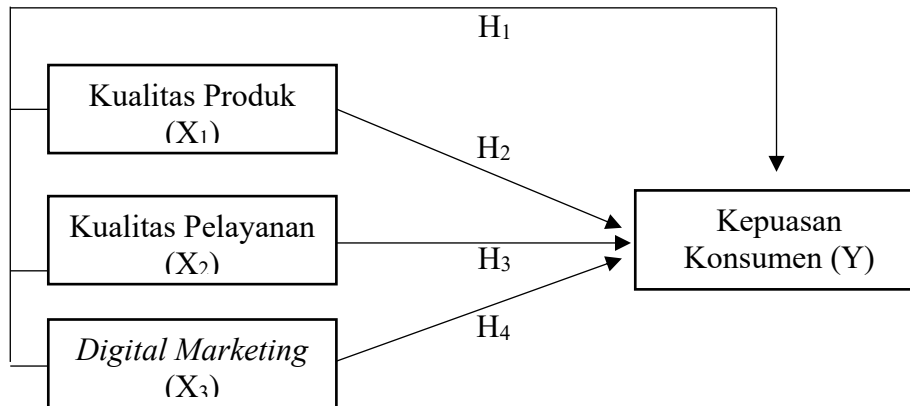 H₁
Kualitas Produk
(X₁)
H₂
Kualitas Pelayanan
(X₂)
H₃
Kepuasan
Konsumen (Y)
Digital Marketing
(X₃)
H₄